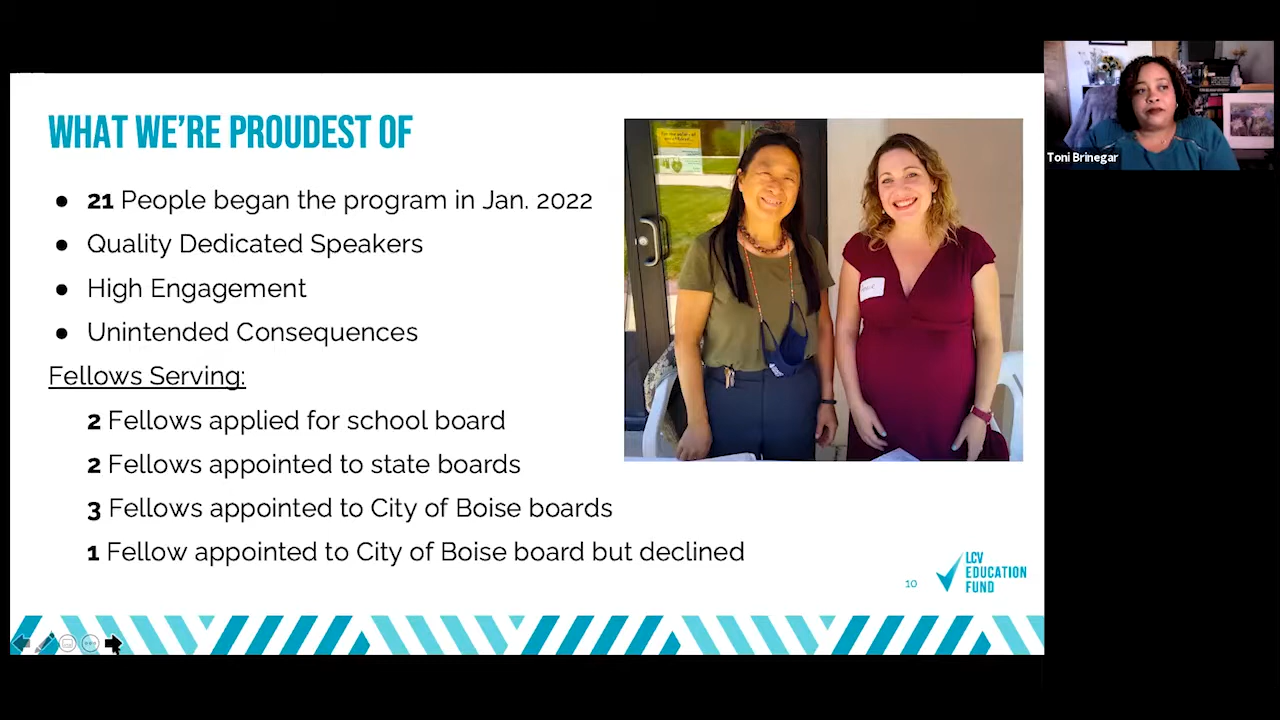 WHAT WE'RE PROUDEST OF
● 21 People began the program in Jan. 2022
● Quality Dedicated Speakers
● High Engagement
● Unintended Consequences
Fellows Serving:
2 Fellows applied for school board
2 Fellows appointed to state boards
3 Fellows appointed to City of Boise boards
1 Fellow appointed to City of Boise board but declined
10
LCV
EDUCATION
FUND
Toni Brinegar